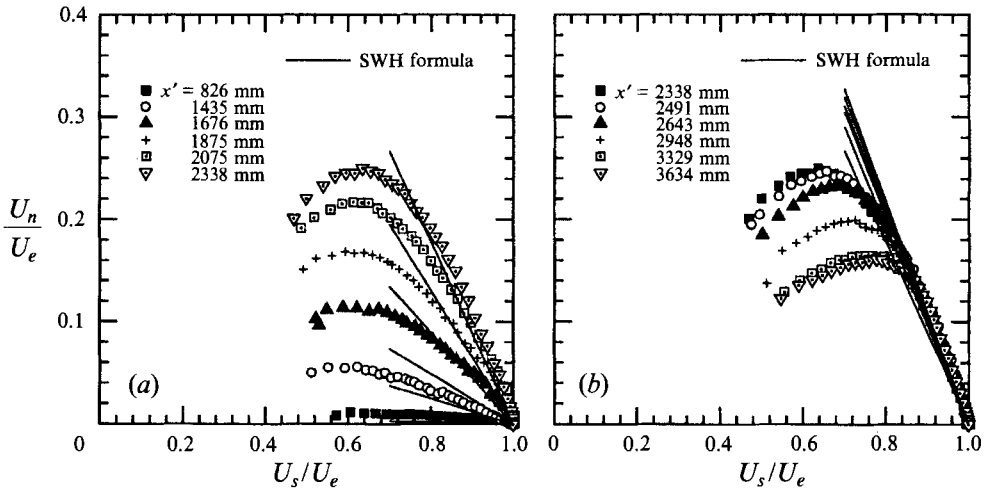 0.4
0.3
0.2
0.1
0
U_n
U_e
SWH formula
x′ = 826 mm
1435 mm
1676 mm
1875 mm
2075 mm
2338 mm
(a)
0.2
0.4
0.6
0.8
1.0
U_s/U_e
SWH formula
x′ = 2338 mm
2491 mm
2643 mm
2948 mm
3329 mm
3634 mm
(b)
0.2
0.4
0.6
0.8
1.0
U_s/U_e